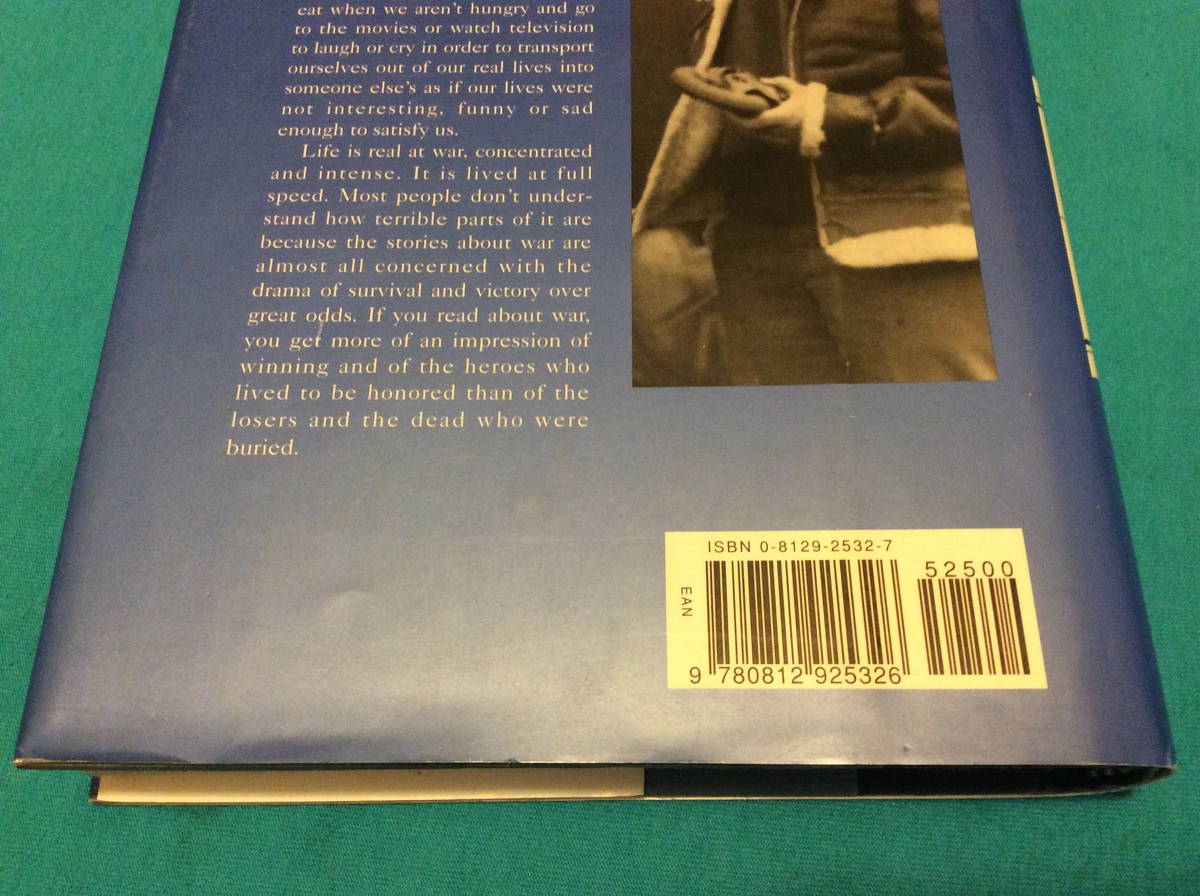 eat when we aren't hungry and go
to the movies or watch television
to laugh or cry in order to transport
ourselves out of our real lives into
someone else's as if our lives were
not interesting, funny or sad
enough to satisfy us.
Life is real at war, concentrated
and intense. It is lived at full
speed. Most people don't under-
stand how terrible parts of it are
because the stories about war are
almost all concerned with the
drama of survival and victory over
great odds. If you read about war,
you get more of an impression of
winning and of the heroes who
lived to be honored than of the
losers and the dead who were
buried.
ISBN 0-8129-2532-7
52500
EAN
9 780812 925326